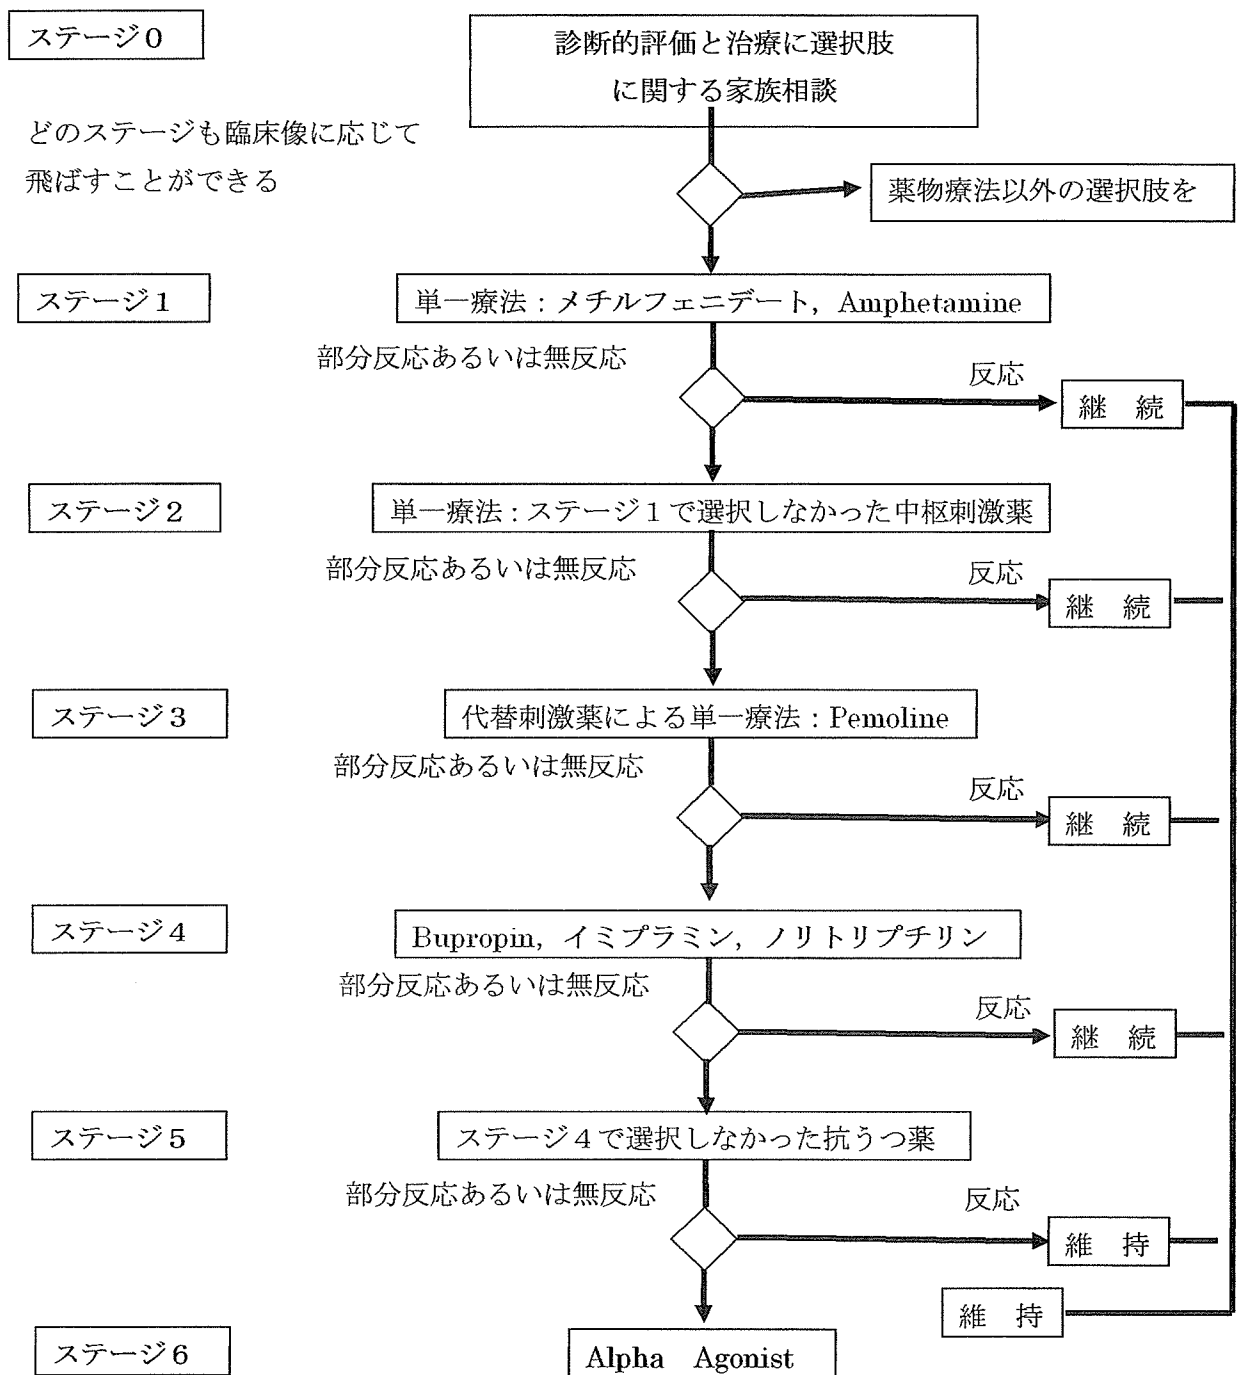 ステージ0
診断的評価と治療に選択肢
に関する家族相談
どのステージも臨床像に応じて
飛ばすことができる
薬物療法以外の選択肢を
ステージ1
単一療法：メチルフェニデート, Amphetamine
部分反応あるいは無反応
反応
継　続
ステージ2
単一療法：ステージ1で選択しなかった中枢刺激薬
部分反応あるいは無反応
反応
継　続
ステージ3
代替刺激薬による単一療法：Pemoline
部分反応あるいは無反応
反応
継　続
ステージ4
Bupropin, イミプラミン, ノリトリプチリン
部分反応あるいは無反応
反応
継　続
ステージ5
ステージ4で選択しなかった抗うつ薬
部分反応あるいは無反応
反応
維　持
維　持
ステージ6
Alpha Agonist